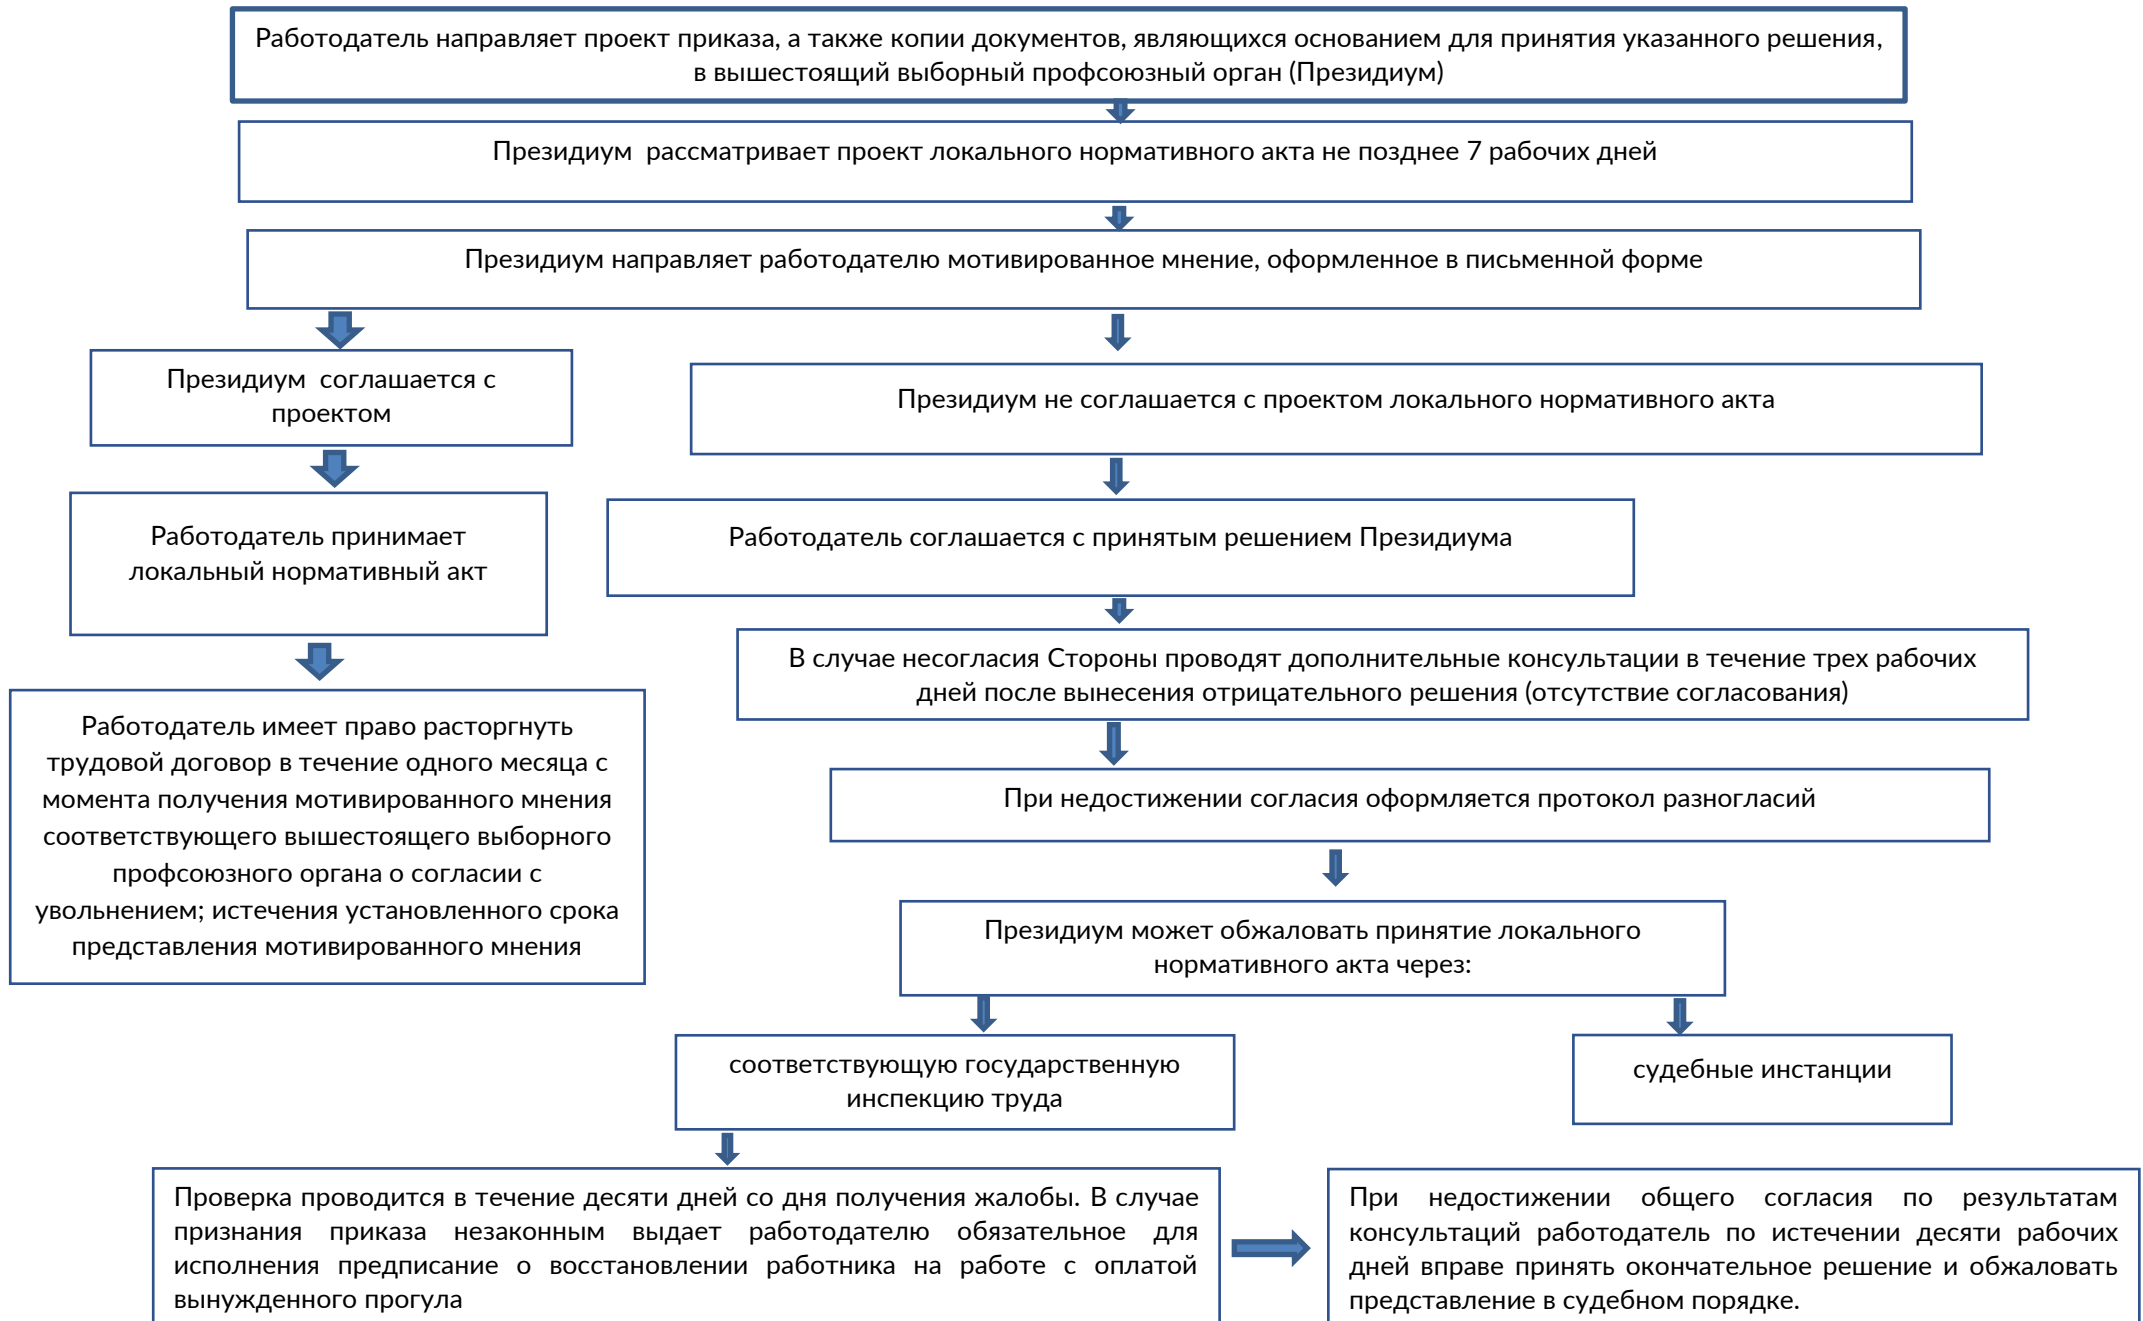 Работодатель направляет проект приказа, а также копии документов, являющихся основанием для принятия указанного решения,
в вышестоящий выборный профсоюзный орган (Президиум)
Президиум рассматривает проект локального нормативного акта не позднее 7 рабочих дней
Президиум направляет работодателю мотивированное мнение, оформленное в письменной форме
Президиум соглашается с
проектом
Президиум не соглашается с проектом локального нормативного акта
Работодатель принимает
локальный нормативный акт
Работодатель соглашается с принятым решением Президиума
В случае несогласия Стороны проводят дополнительные консультации в течение трех рабочих
дней после вынесения отрицательного решения (отсутствие согласования)
Работодатель имеет право расторгнуть
трудовой договор в течение одного месяца с
момента получения мотивированного мнения
соответствующего вышестоящего выборного
профсоюзного органа о согласии с
увольнением; истечения установленного срока
представления мотивированного мнения
При недостижении согласия оформляется протокол разногласий
Президиум может обжаловать принятие локального
нормативного акта через:
соответствующую государственную
инспекцию труда
судебные инстанции
Проверка проводится в течение десяти дней со дня получения жалобы. В случае
признания приказа незаконным выдает работодателю обязательное для
исполнения предписание о восстановлении работника на работе с оплатой
вынужденного прогула
При недостижении общего согласия по результатам
консультаций работодатель по истечении десяти рабочих
дней вправе принять окончательное решение и обжаловать
представление в судебном порядке.